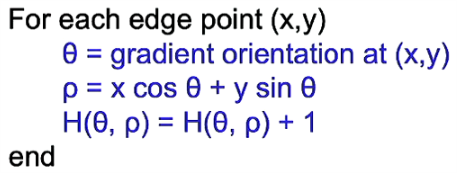 For each edge point (x,y)
θ = gradient orientation at (x,y)
ρ = x cos θ + y sin θ
H(θ, ρ) = H(θ, ρ) + 1
end